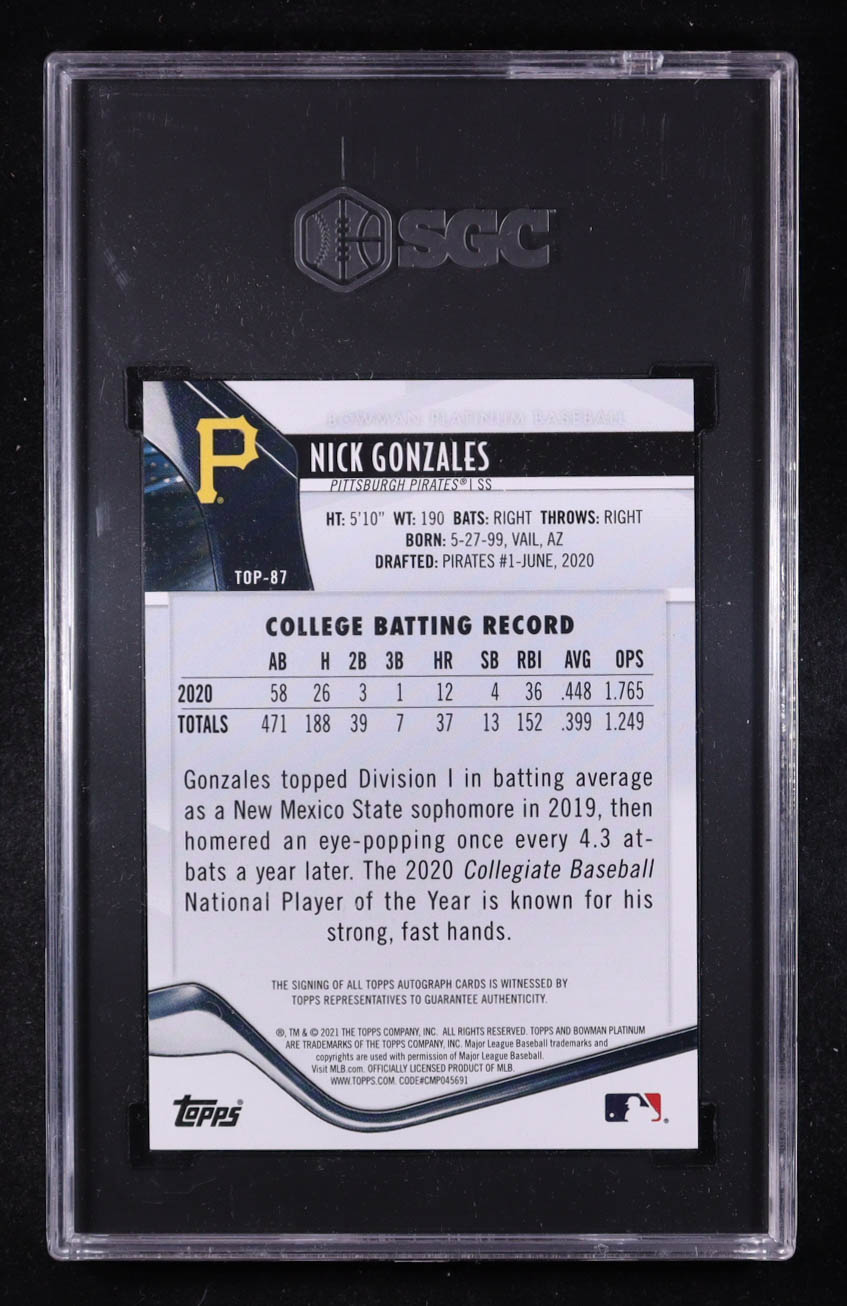 SGC
P
BOWMAN PLATINUM BASEBALL
NICK GONZALES
PITTSBURGH PIRATES® | SS
HT: 5'10" WT: 190 BATS: RIGHT THROWS: RIGHT
BORN: 5-27-99, VAIL, AZ
DRAFTED: PIRATES #1-JUNE, 2020
TOP-87
COLLEGE BATTING RECORD
AB H 2B 3B HR SB RBI AVG OPS
2020 58 26 3 1 12 4 36 .448 1.765
TOTALS 471 188 39 7 37 13 152 .399 1.249
Gonzales topped Division I in batting average
as a New Mexico State sophomore in 2019, then
homered an eye-popping once every 4.3 at-
bats a year later. The 2020 Collegiate Baseball
National Player of the Year is known for his
strong, fast hands.
THE SIGNING OF ALL TOPPS AUTOGRAPH CARDS IS WITNESSED BY
TOPPS REPRESENTATIVES TO GUARANTEE AUTHENTICITY.
®, TM & © 2021 THE TOPPS COMPANY, INC. ALL RIGHTS RESERVED. TOPPS AND BOWMAN PLATINUM
ARE TRADEMARKS OF THE TOPPS COMPANY, INC. Major League Baseball trademarks and
copyrights are used with permission of Major League Baseball.
Visit MLB.com. OFFICIALLY LICENSED PRODUCT OF MLB.
WWW.TOPPS.COM. CODE#CMP045691
TOPPS®